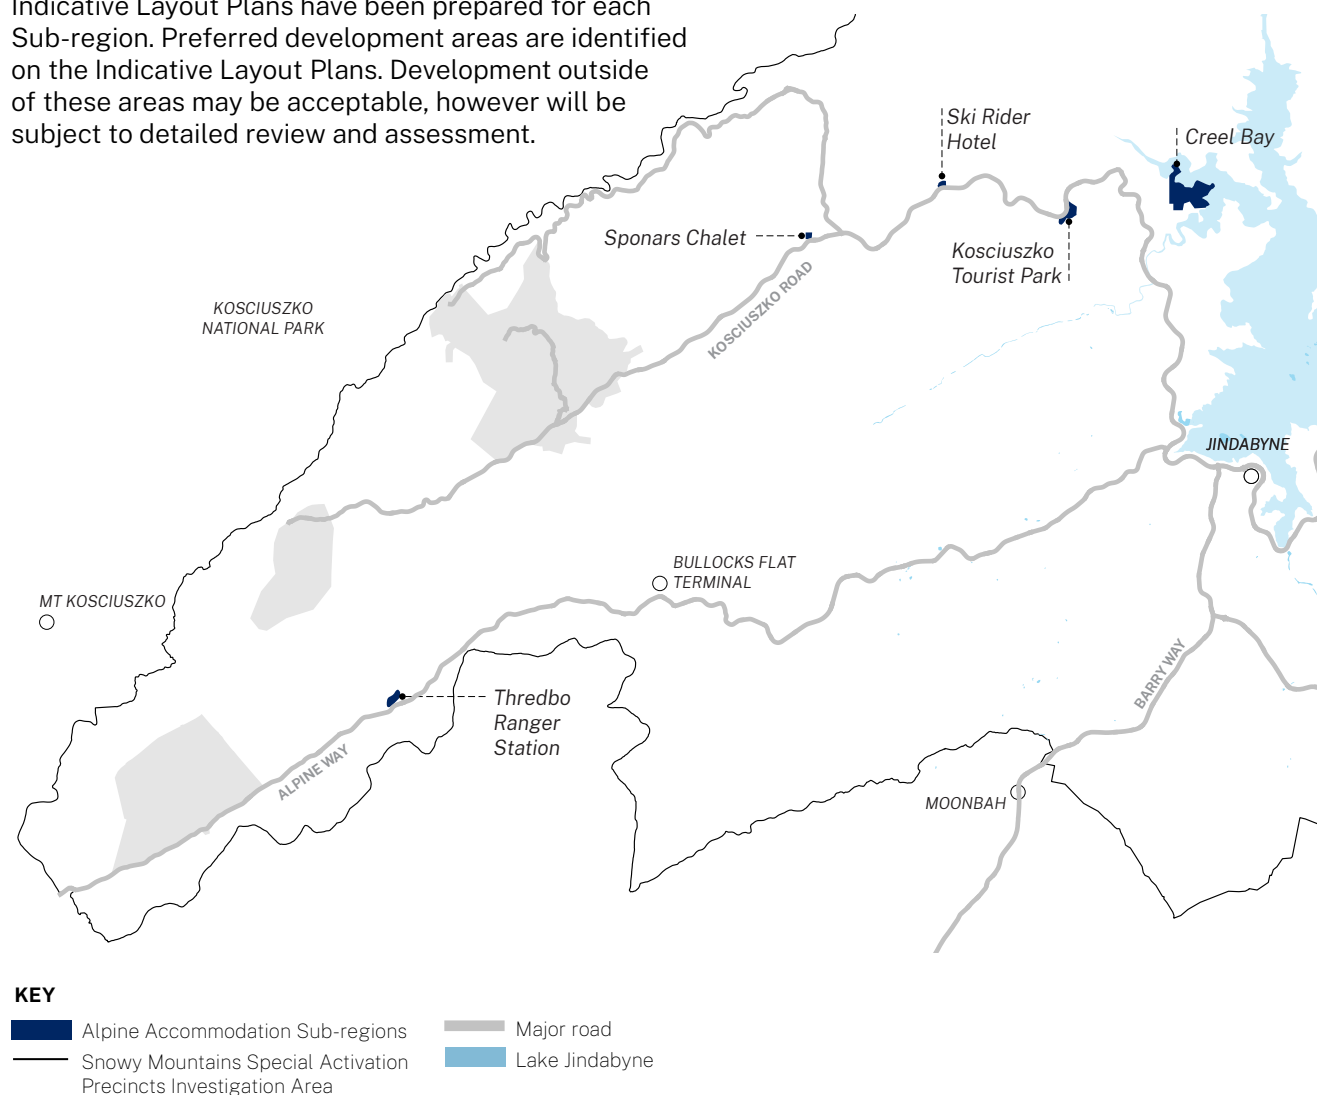 Indicative Layout Plans have been prepared for each
Sub-region. Preferred development areas are identified
on the Indicative Layout Plans. Development outside
of these areas may be acceptable, however will be
subject to detailed review and assessment.
Ski Rider
Hotel
Creel Bay
Sponars Chalet
Kosciuszko
Tourist Park
KOSCIUSZKO
NATIONAL PARK
KOSCIUSZKO ROAD
JINDABYNE
BULLOCKS FLAT
TERMINAL
MT KOSCIUSZKO
BARRY WAY
Thredbo
Ranger
Station
ALPINE WAY
MOONBAH
KEY
Alpine Accommodation Sub-regions
Snowy Mountains Special Activation
Precincts Investigation Area
Major road
Lake Jindabyne